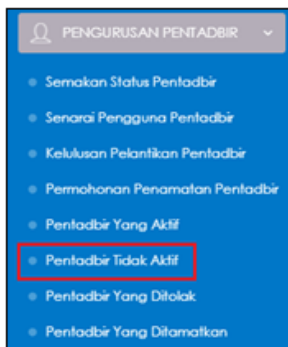 PENGURUSAN PENTADBIR
Semakan Status Pentadbir
Senarai Pengguna Pentadbir
Kelulusan Pelantikan Pentadbir
Permohonan Penamatan Pentadbir
Pentadbir Yang Aktif
Pentadbir Tidak Aktif
Pentadbir Yang Ditolak
Pentadbir Yang Ditamatkan